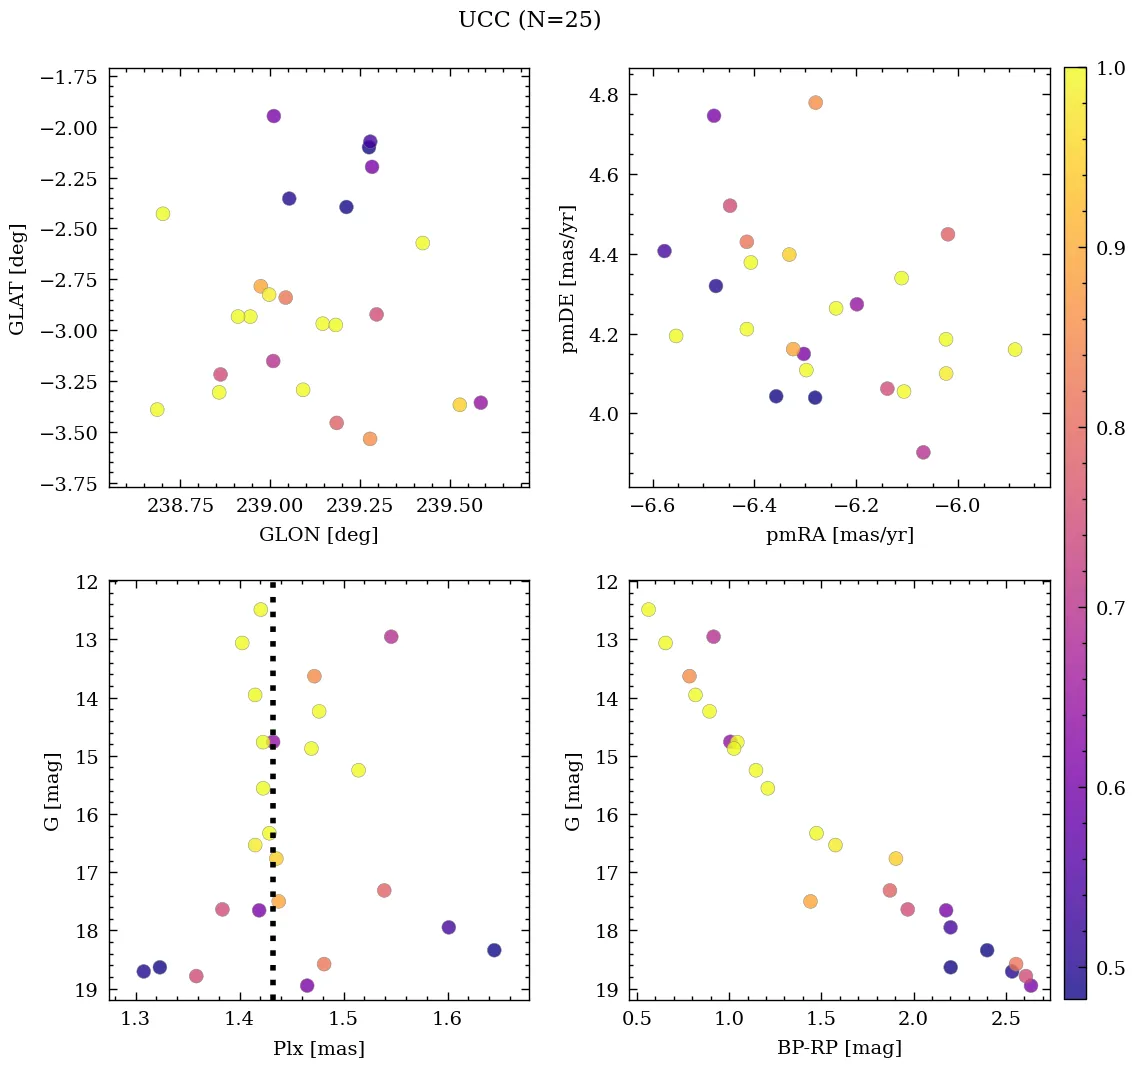 UCC (N=25)
−1.75
−2.00
−2.25
−2.50
−2.75
−3.00
−3.25
−3.50
−3.75
GLAT [deg]
238.75 239.00 239.25 239.50
GLON [deg]
4.8
4.6
4.4
4.2
4.0
pmDE [mas/yr]
−6.6 −6.4 −6.2 −6.0
pmRA [mas/yr]
12
13
14
15
16
17
18
19
G [mag]
1.3 1.4 1.5 1.6
Plx [mas]
12
13
14
15
16
17
18
19
G [mag]
0.5 1.0 1.5 2.0 2.5
BP-RP [mag]
1.0
0.9
0.8
0.7
0.6
0.5